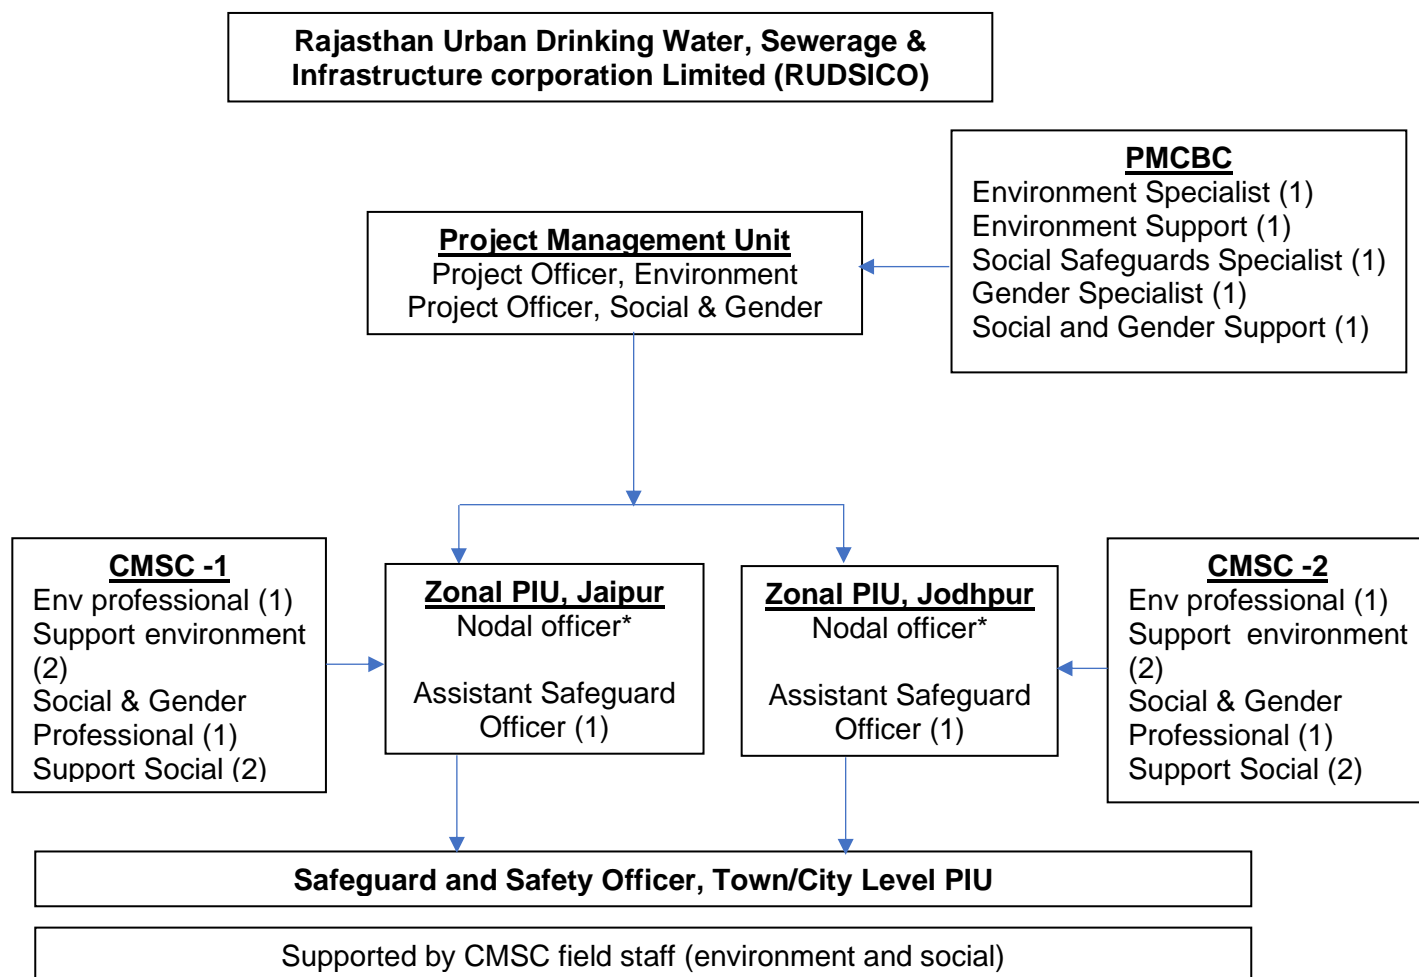 Rajasthan Urban Drinking Water, Sewerage &
Infrastructure corporation Limited (RUDSICO)
PMCBC
Environment Specialist (1)
Environment Support (1)
Social Safeguards Specialist (1)
Gender Specialist (1)
Social and Gender Support (1)
Project Management Unit
Project Officer, Environment
Project Officer, Social & Gender
CMSC -1
Env professional (1)
Support environment
(2)
Social & Gender
Professional (1)
Support Social (2)
Zonal PIU, Jaipur
Nodal officer*
Assistant Safeguard
Officer (1)
Zonal PIU, Jodhpur
Nodal officer*
Assistant Safeguard
Officer (1)
CMSC -2
Env professional (1)
Support environment
(2)
Social & Gender
Professional (1)
Support Social (2)
Safeguard and Safety Officer, Town/City Level PIU
Supported by CMSC field staff (environment and social)